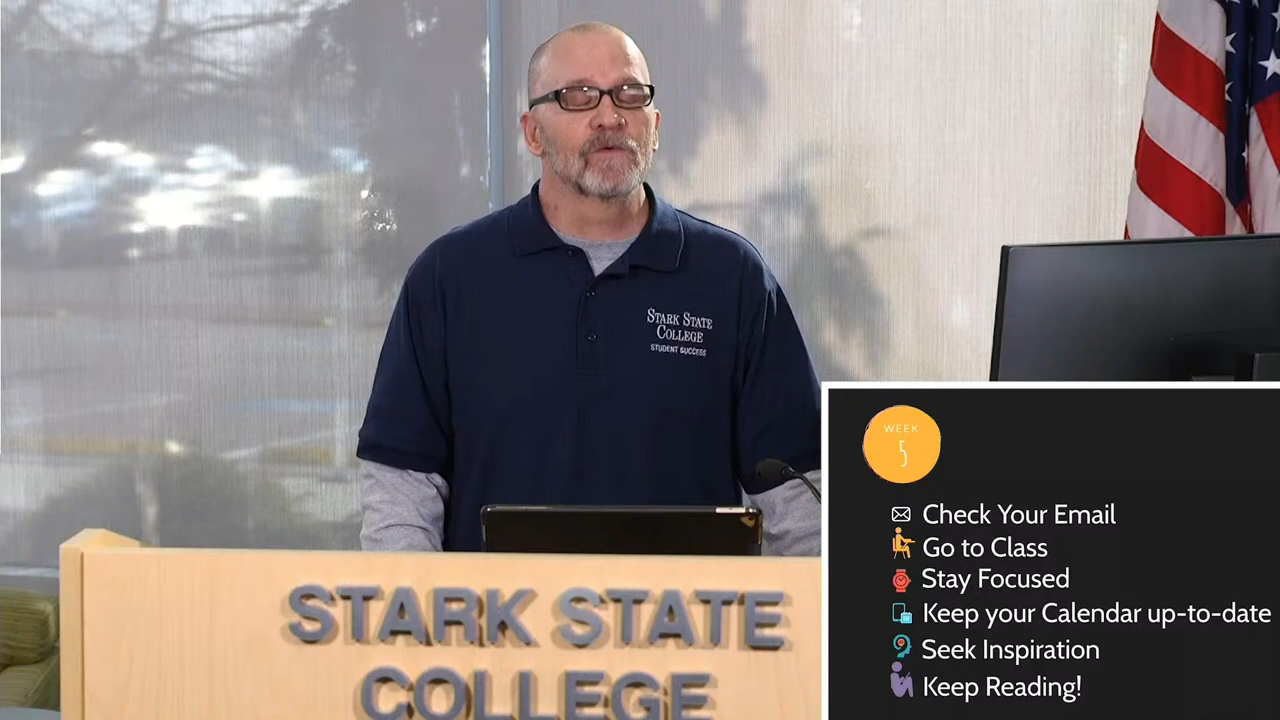 STARK STATE
COLLEGE
STUDENT SUCCESS
WEEK
5
Check Your Email
Go to Class
Stay Focused
Keep your Calendar up-to-date
Seek Inspiration
Keep Reading!
STARK STATE
COLLEGE